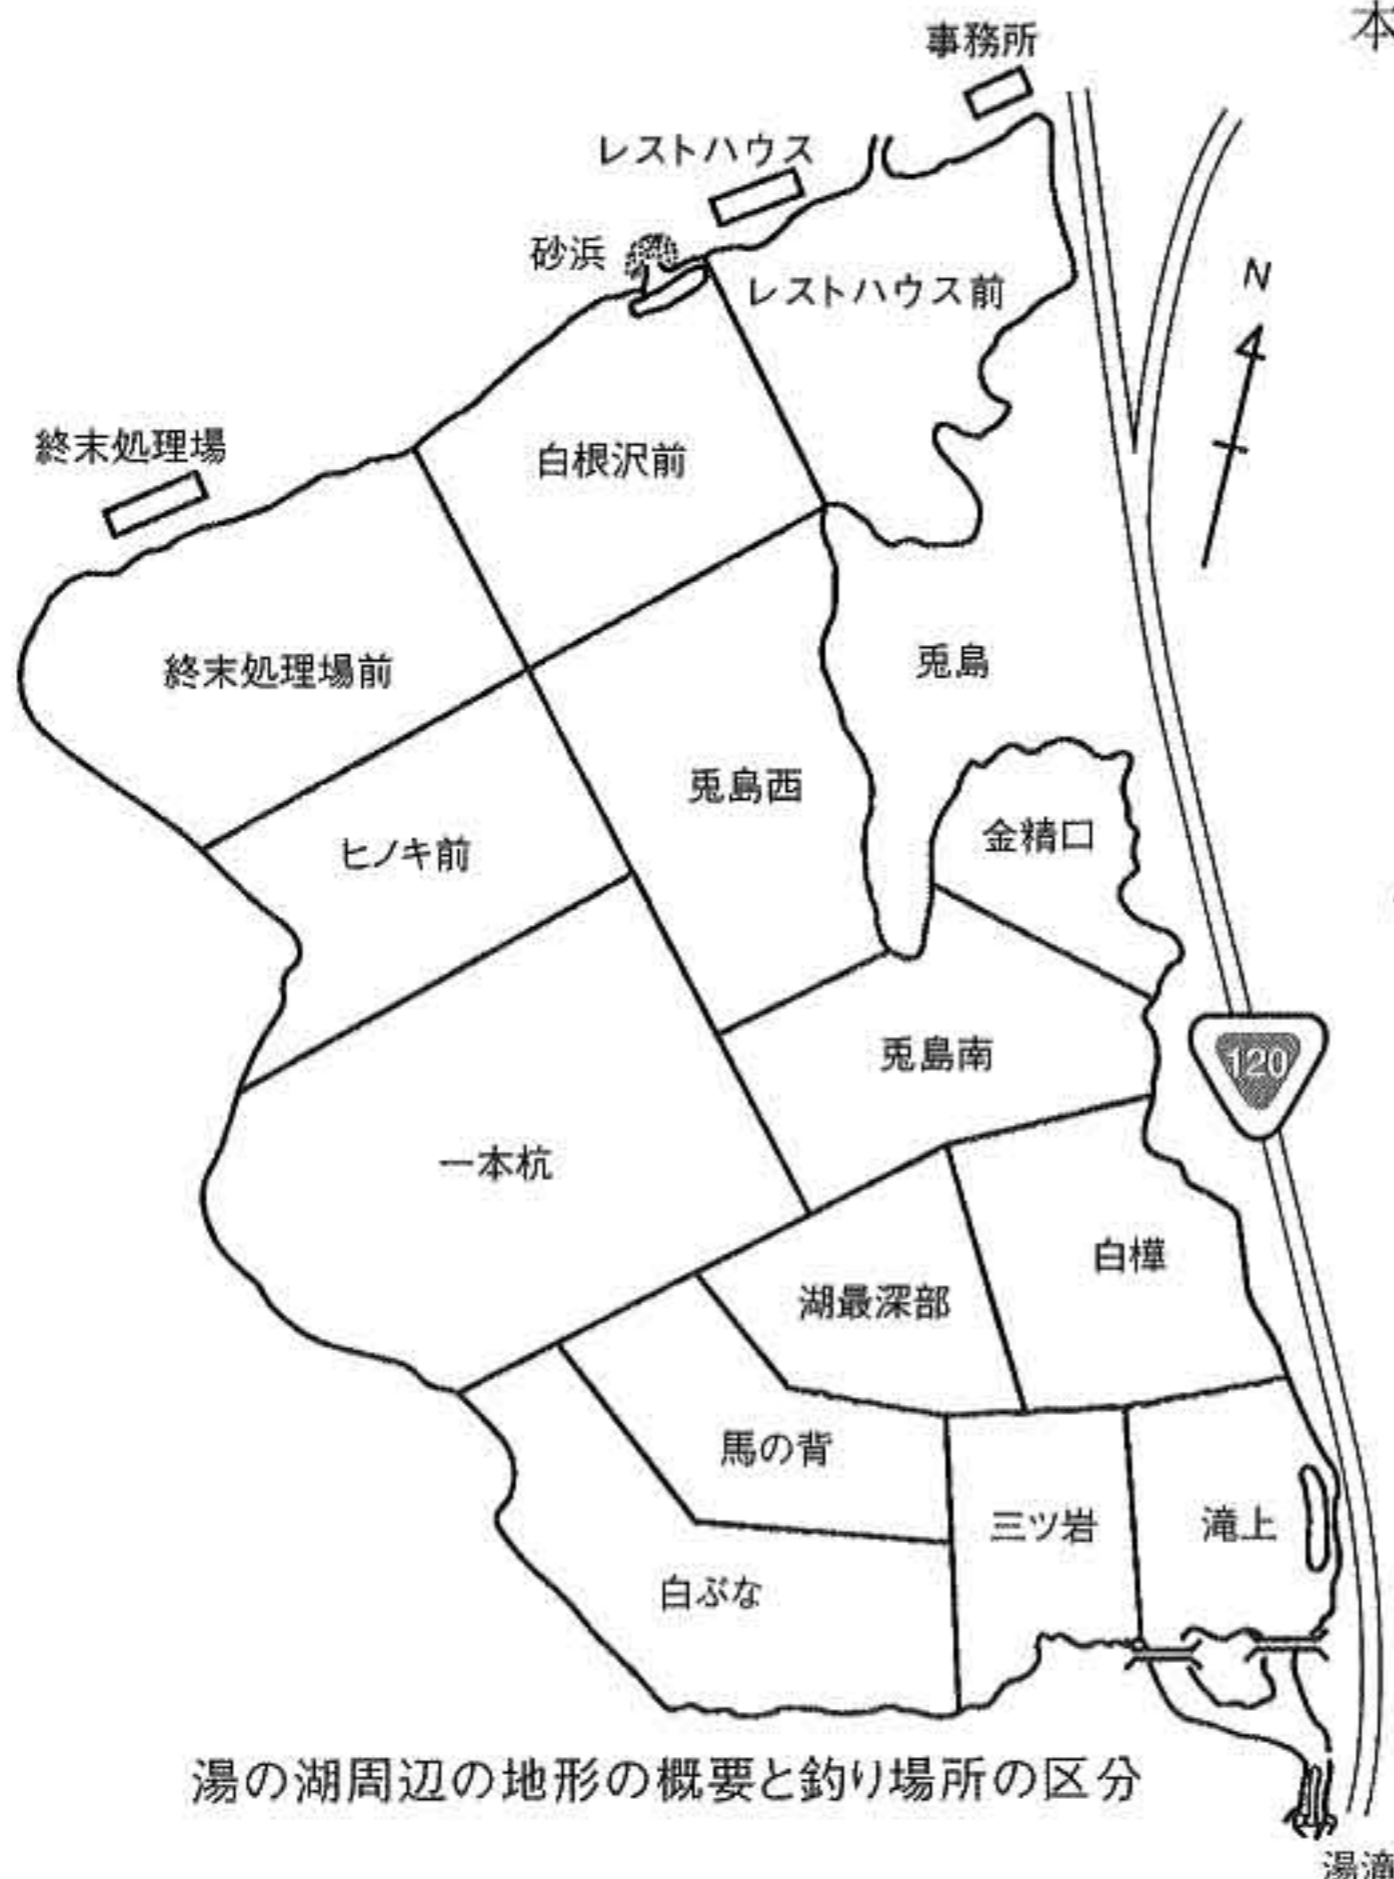 本
事務所
レストハウス
砂浜
レストハウス前
N
終末処理場
白根沢前
終末処理場前
兎島
兎島西
金精口
ヒノキ前
兎島南
120
一本杭
白樺
湖最深部
馬の背
三ツ岩
滝上
白ぶな
湯の湖周辺の地形の概要と釣り場所の区分
湯滝